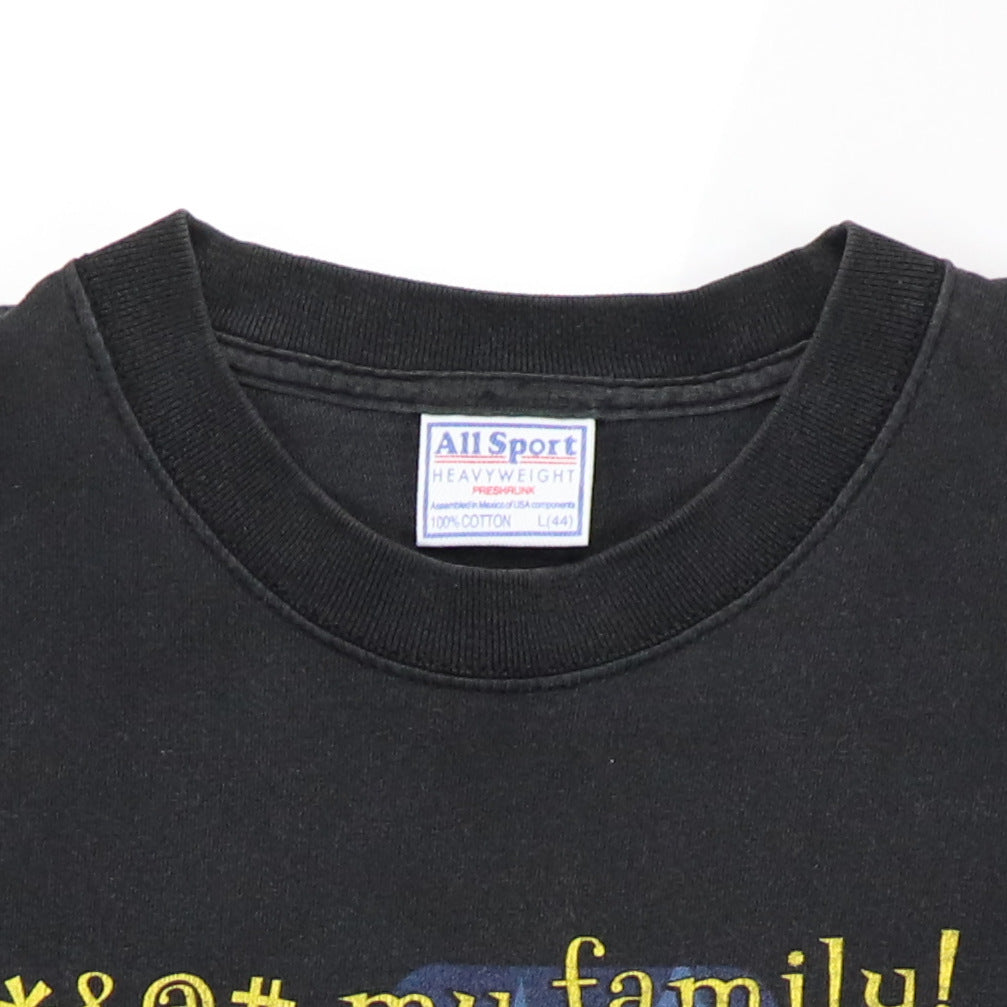 All Sport
HEAVYWEIGHT
PRESHRUNK
Assembled in Mexico of USA components
100% COTTON L(44)
*&@# my family!